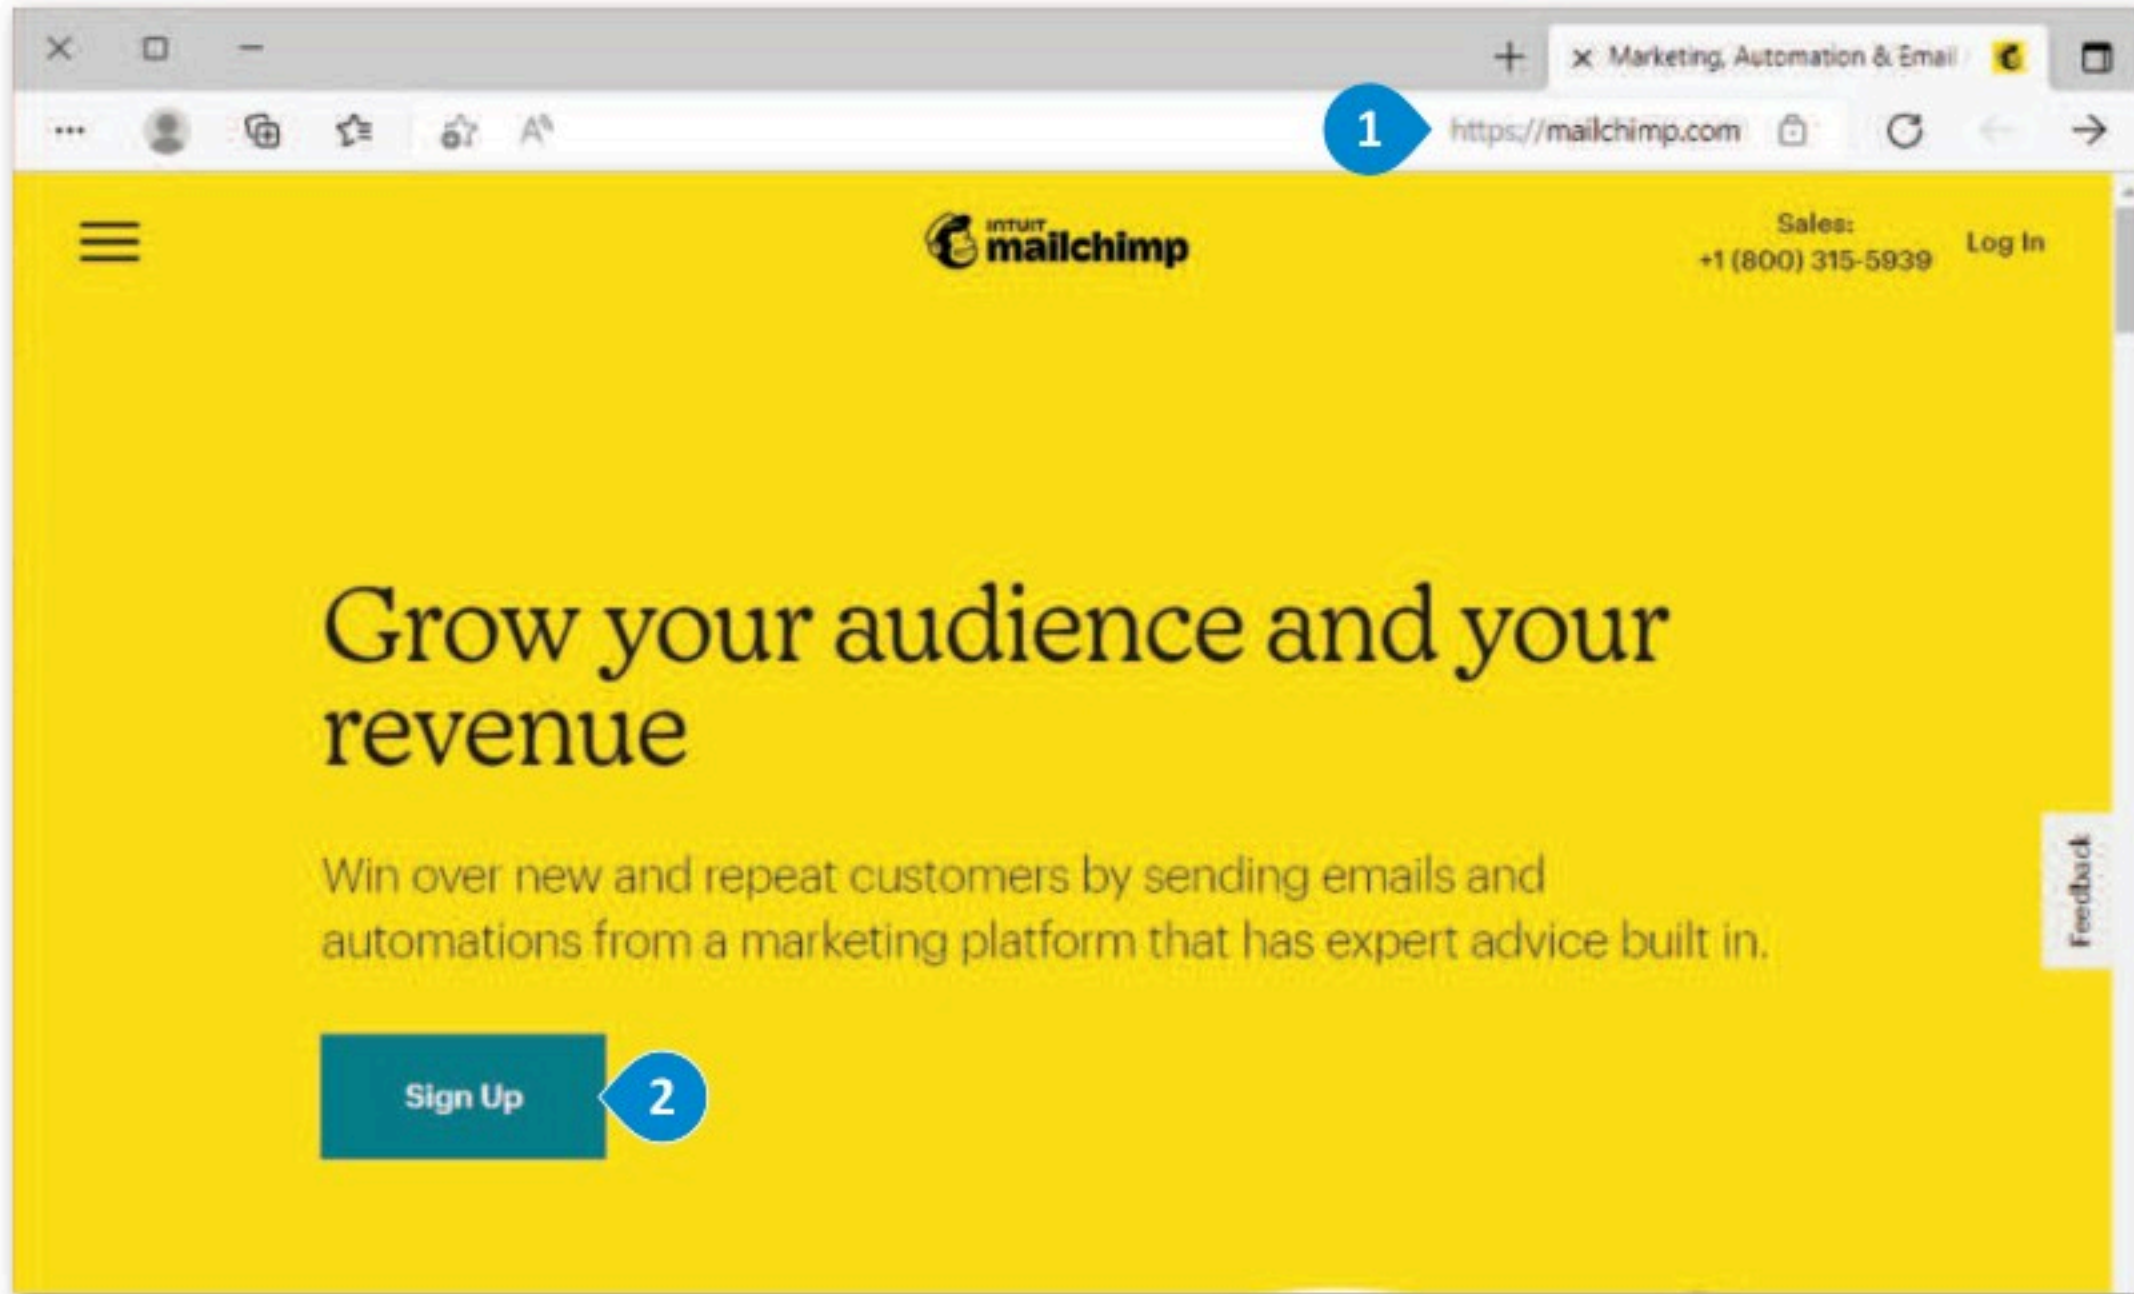 Marketing, Automation & Email
1
https://mailchimp.com
INTUIT
mailchimp
Sales:
+1 (800) 315-5939
Log In
Grow your audience and your
revenue
Win over new and repeat customers by sending emails and
automations from a marketing platform that has expert advice built in.
Feedback
Sign Up
2